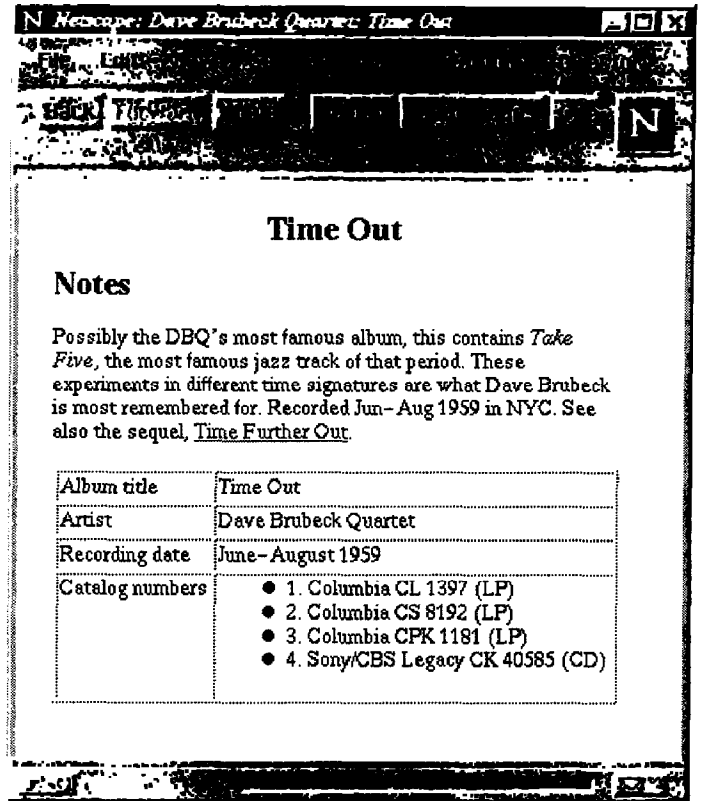 N Netscape: Dave Brubeck Quartet: Time Out
File Edit
Back
N
Time Out
Notes
Possibly the DBQ's most famous album, this contains Take
Five, the most famous jazz track of that period. These
experiments in different time signatures are what Dave Brubeck
is most remembered for. Recorded Jun–Aug 1959 in NYC. See
also the sequel, Time Further Out.
Album title Time Out
Artist Dave Brubeck Quartet
Recording date June–August 1959
Catalog numbers ● 1. Columbia CL 1397 (LP)
● 2. Columbia CS 8192 (LP)
● 3. Columbia CPK 1181 (LP)
● 4. Sony/CBS Legacy CK 40585 (CD)